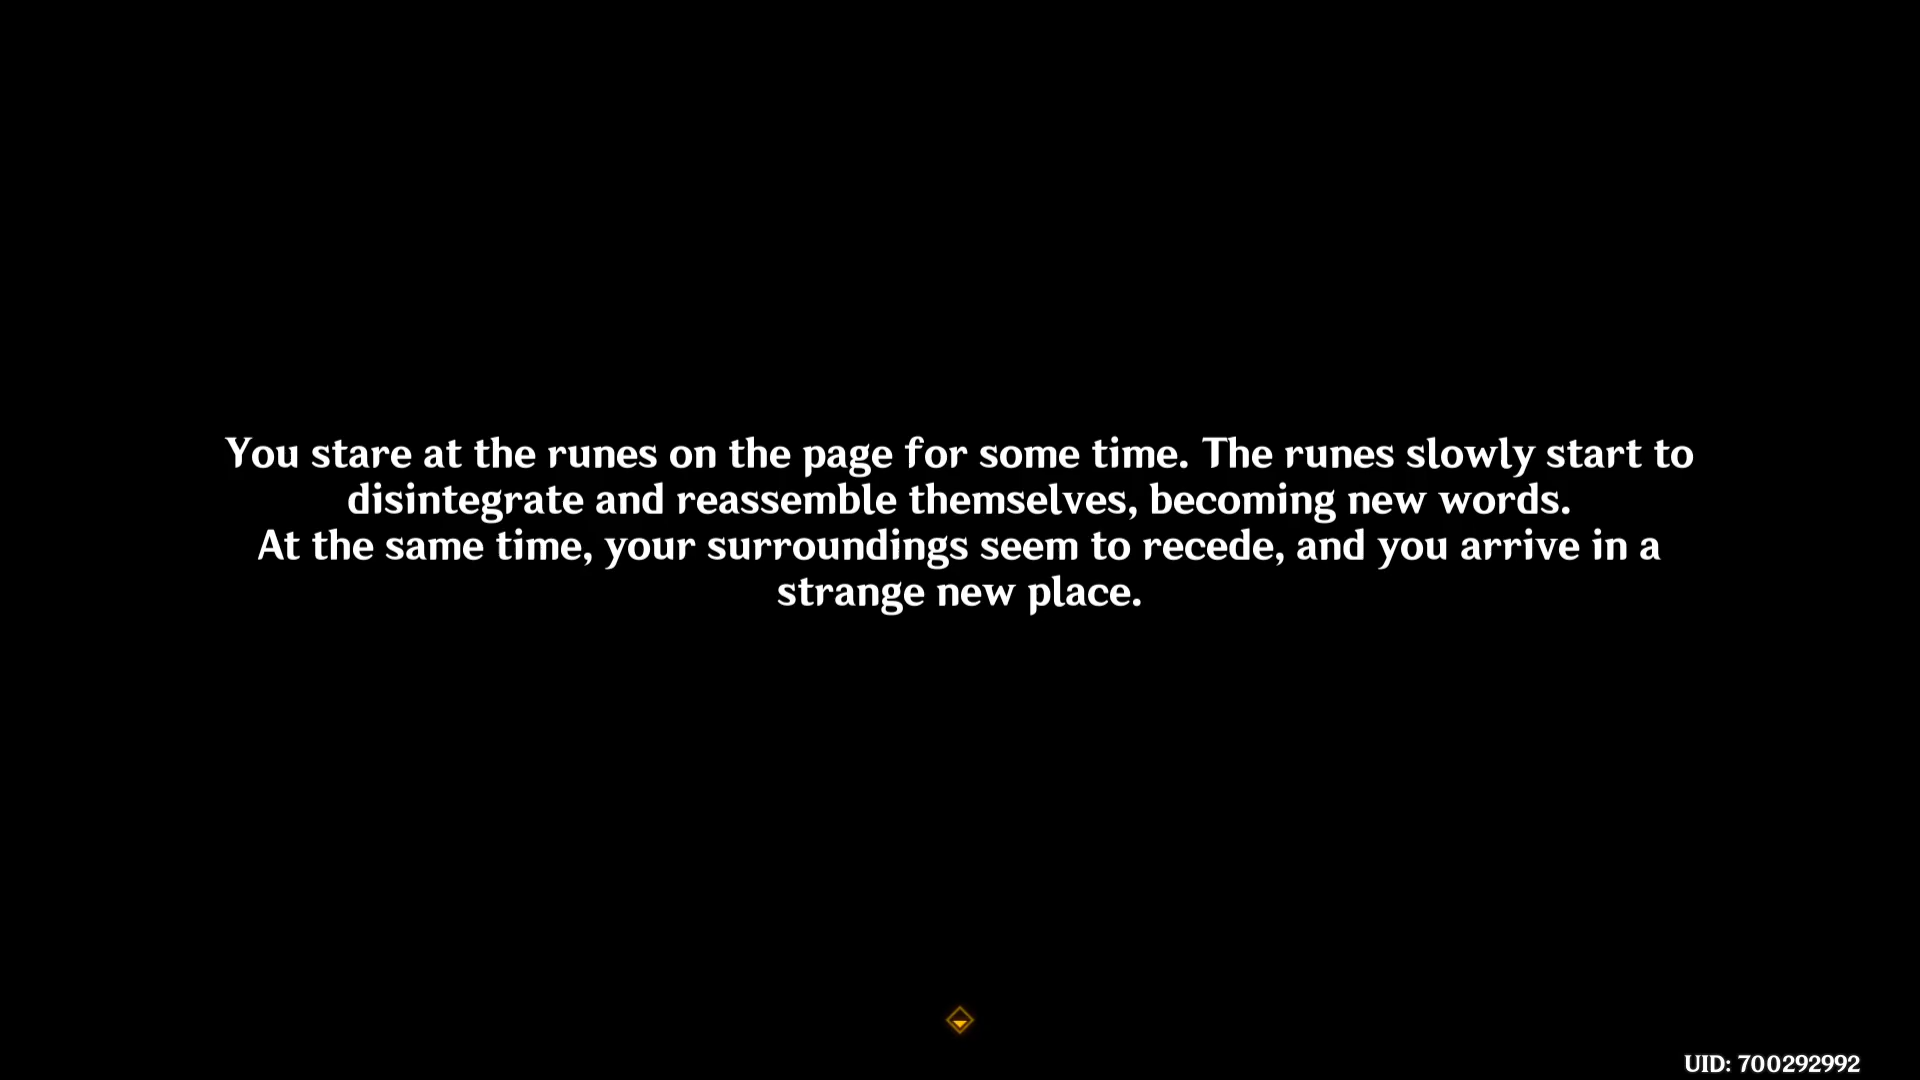 You stare at the runes on the page for some time. The runes slowly start to
disintegrate and reassemble themselves, becoming new words.
At the same time, your surroundings seem to recede, and you arrive in a
strange new place.
UID: 700292992